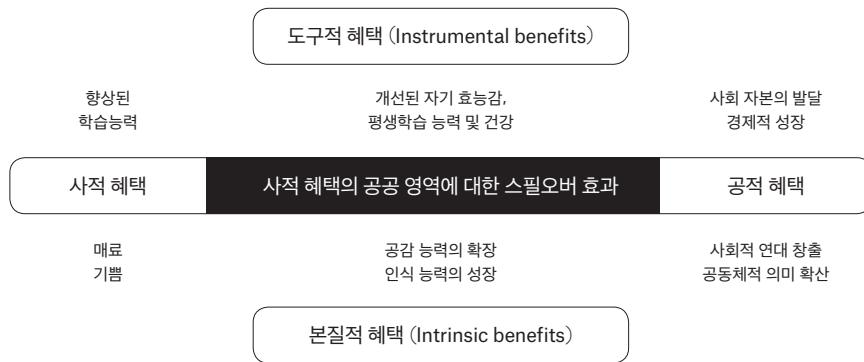 도구적 혜택 (Instrumental benefits)
향상된
학습능력
개선된 자기 효능감,
평생학습 능력 및 건강
사회 자본의 발달
경제적 성장
사적 혜택
사적 혜택의 공공 영역에 대한 스필오버 효과
공적 혜택
매료
기쁨
공감 능력의 확장
인식 능력의 성장
사회적 연대 창출
공동체적 의미 확산
본질적 혜택 (Intrinsic benefits)